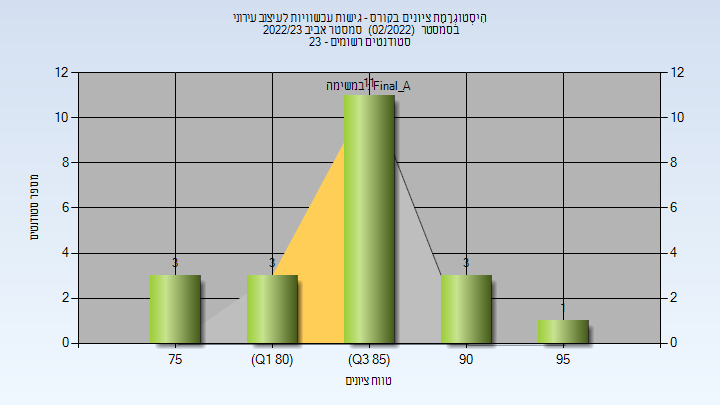 היסטוגרמת ציונים בקורס - גישות עכשוויות לעיצוב עירוני
בסמסטר (02/2022) סמסטר אביב 2022/23
סטודנטים רשומים - 23
במשימה: Final_A
12 12
11
10 10
8 8
6 6
4 4
3 3 3
2 2
1
0 0
75 (Q1 80) (Q3 85) 90 95
מספר סטודנטים
טווח ציונים